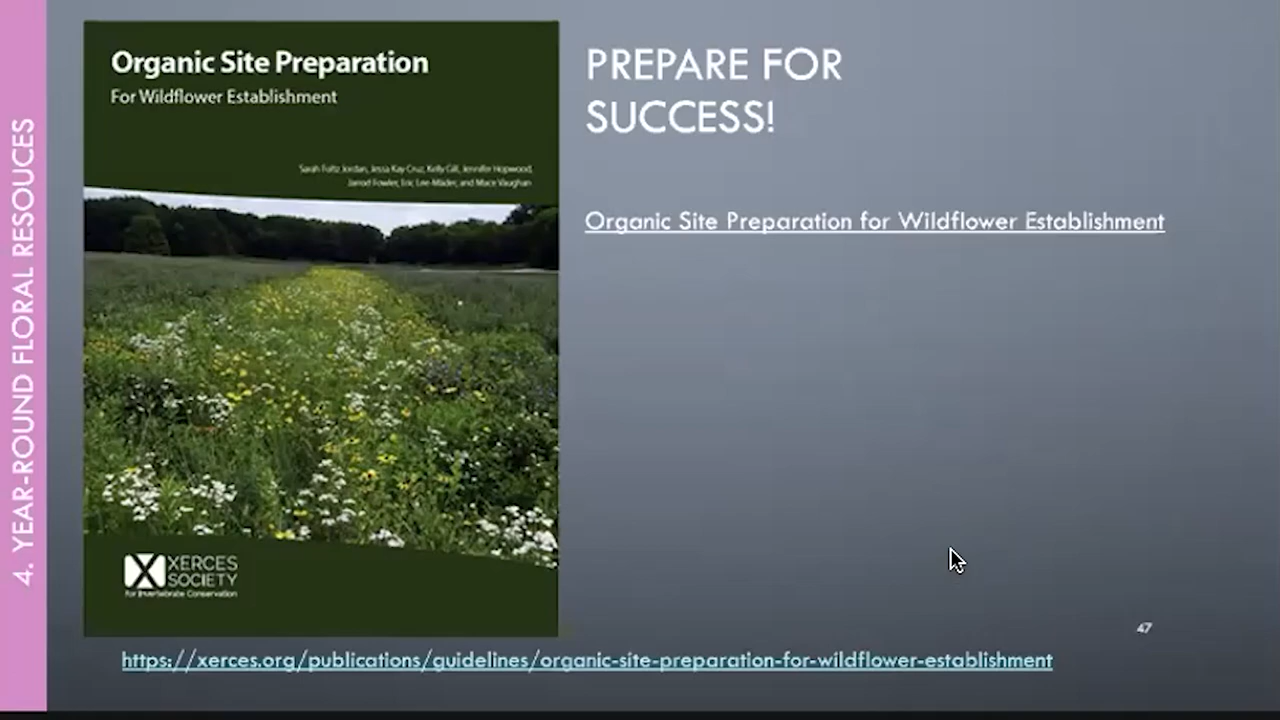 4. YEAR-ROUND FLORAL RESOUCES
Organic Site Preparation
For Wildflower Establishment
Sarah Foltz Jordan, Jessa Kay Cruz, Kelly Gill, Jennifer Hopwood,
Jarrod Fowler, Eric Lee-Mäder, and Mace Vaughan
XERCES
SOCIETY
For Invertebrate Conservation
PREPARE FOR
SUCCESS!
Organic Site Preparation for Wildflower Establishment
47
https://xerces.org/publications/guidelines/organic-site-preparation-for-wildflower-establishment